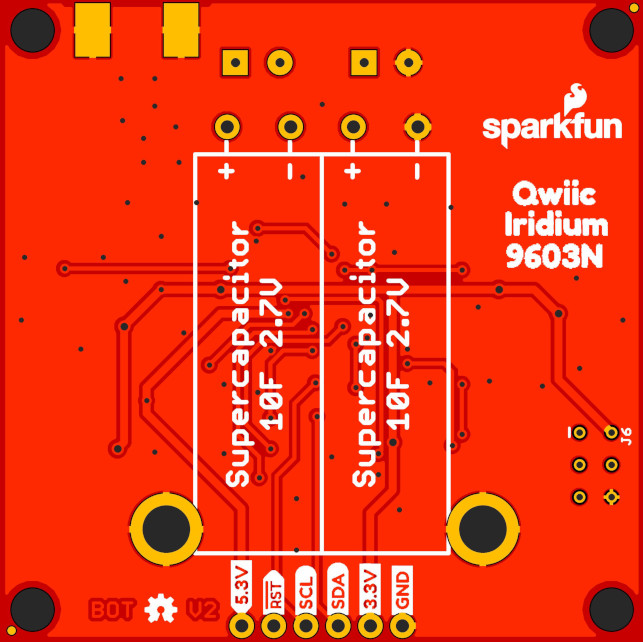 sparkfun
Qwiic
Iridium
9603N
+ − + −
Supercapacitor
10F 2.7V
Supercapacitor
10F 2.7V
J6
5.3V
RST
SCL
SDA
3.3V
GND
BOT V2